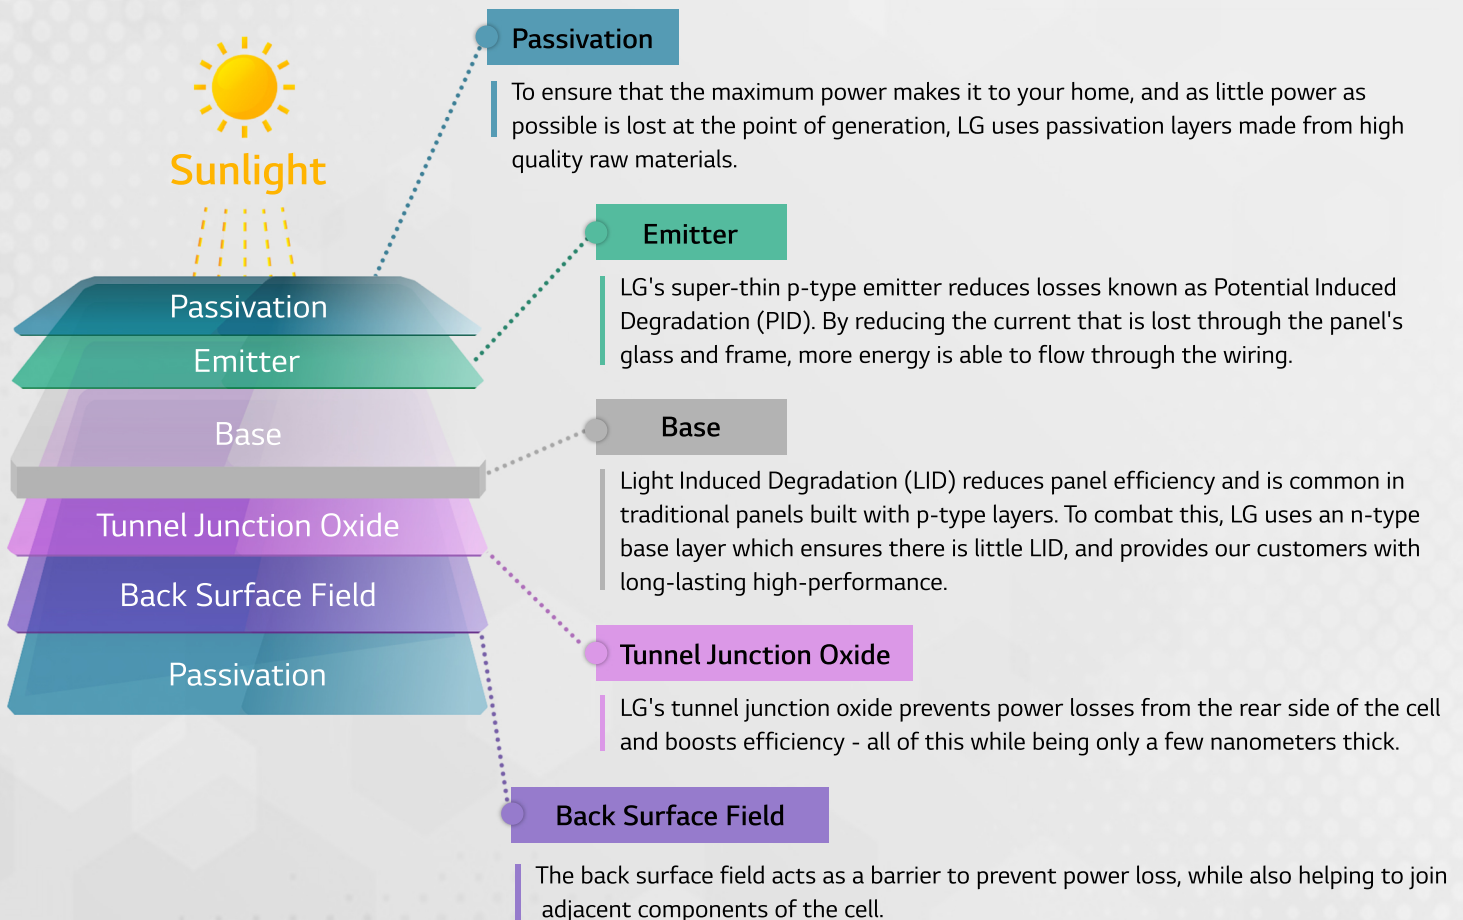 Sunlight
Passivation
Emitter
Base
Tunnel Junction Oxide
Back Surface Field
Passivation
Passivation
To ensure that the maximum power makes it to your home, and as little power as
possible is lost at the point of generation, LG uses passivation layers made from high
quality raw materials.
Emitter
LG's super-thin p-type emitter reduces losses known as Potential Induced
Degradation (PID). By reducing the current that is lost through the panel's
glass and frame, more energy is able to flow through the wiring.
Base
Light Induced Degradation (LID) reduces panel efficiency and is common in
traditional panels built with p-type layers. To combat this, LG uses an n-type
base layer which ensures there is little LID, and provides our customers with
long-lasting high-performance.
Tunnel Junction Oxide
LG's tunnel junction oxide prevents power losses from the rear side of the cell
and boosts efficiency - all of this while being only a few nanometers thick.
Back Surface Field
The back surface field acts as a barrier to prevent power loss, while also helping to join
adjacent components of the cell.